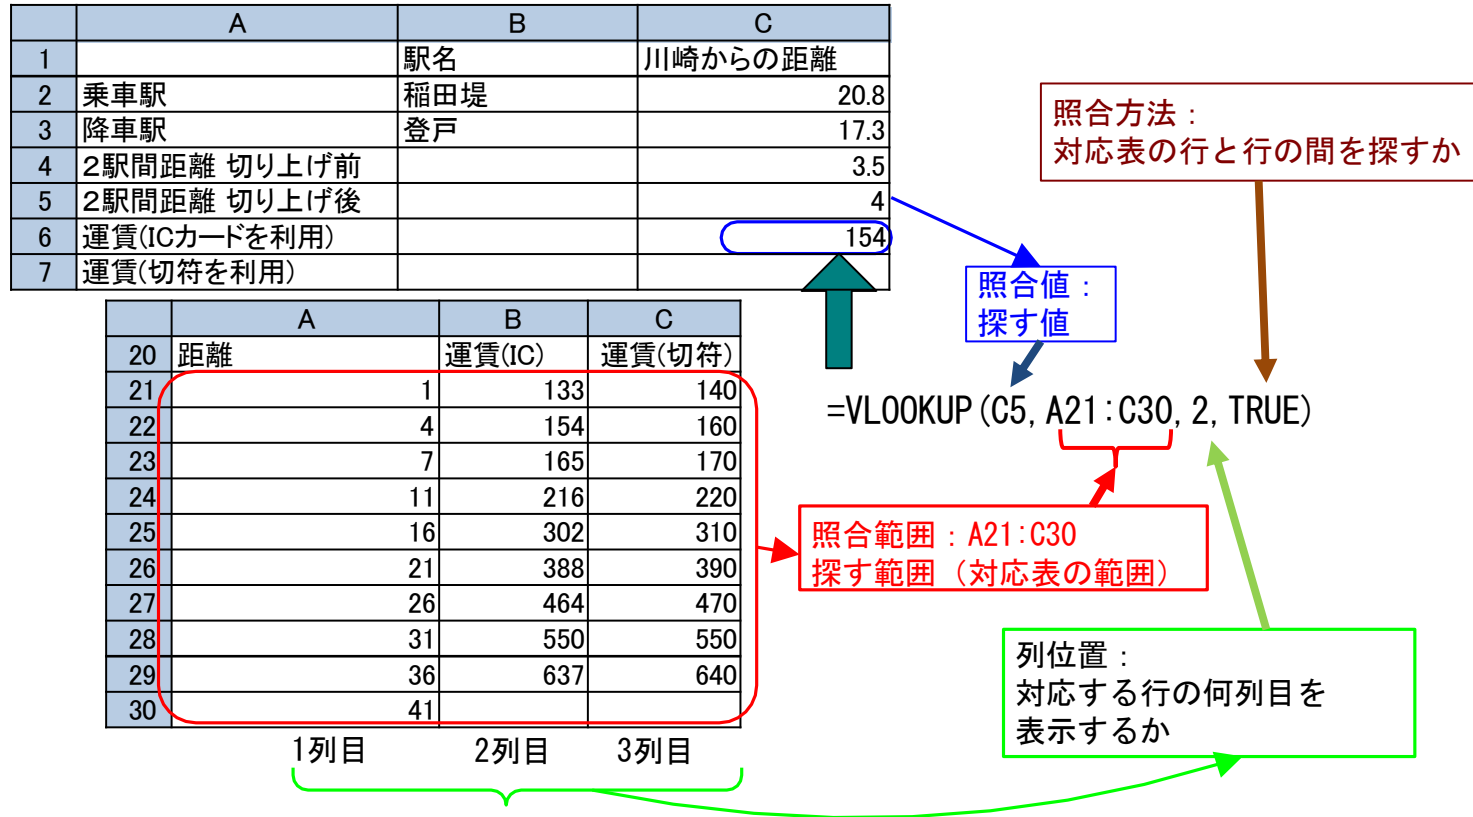 A B C
1 駅名 川崎からの距離
2 乗車駅 稲田堤 20.8
3 降車駅 登戸 17.3
4 2駅間距離 切り上げ前 3.5
5 2駅間距離 切り上げ後 4
6 運賃(ICカードを利用) 154
7 運賃(切符を利用)
照合方法：
対応表の行と行の間を探すか
照合値：
探す値
=VLOOKUP(C5, A21:C30, 2, TRUE)
A B C
20 距離 運賃(IC) 運賃(切符)
21 1 133 140
22 4 154 160
23 7 165 170
24 11 216 220
25 16 302 310
26 21 388 390
27 26 464 470
28 31 550 550
29 36 637 640
30 41
1列目 2列目 3列目
照合範囲：A21:C30
探す範囲（対応表の範囲）
列位置：
対応する行の何列目を
表示するか